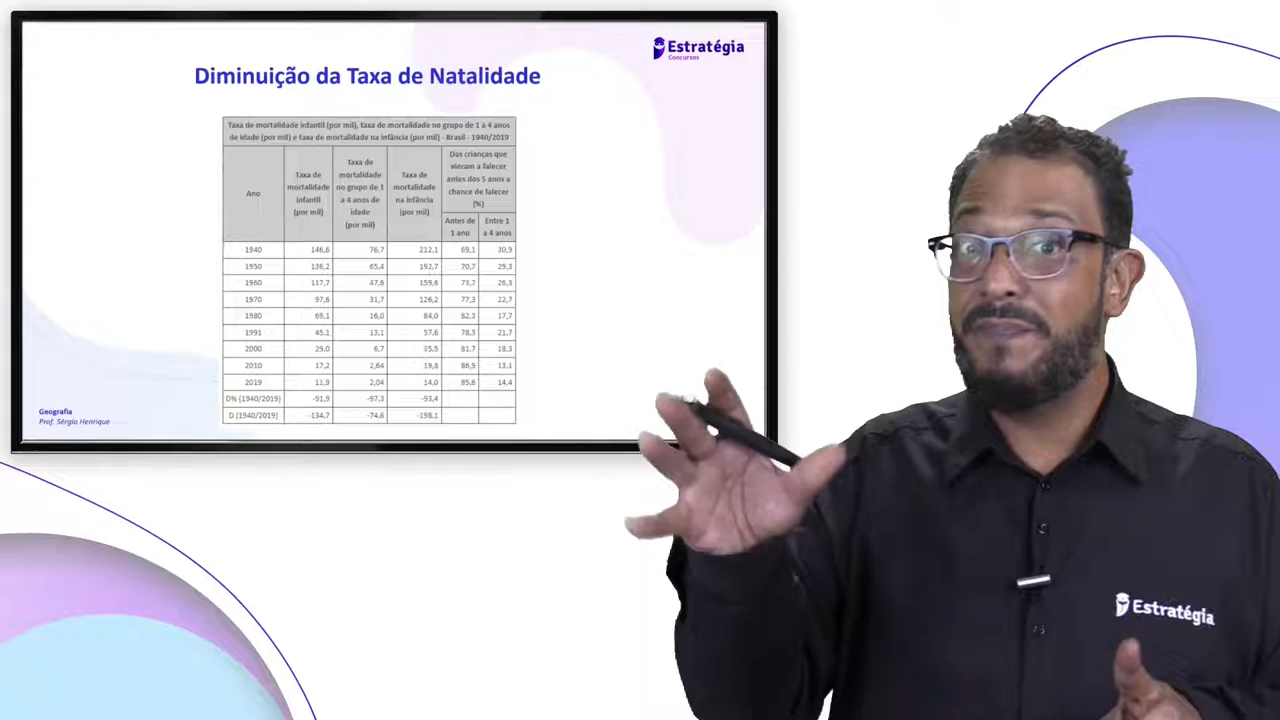 Estratégia
Concursos
Diminuição da Taxa de Natalidade
Taxa de mortalidade infantil (por mil), taxa de mortalidade no grupo de 1 a 4 anos
de idade (por mil) e taxa de mortalidade na infância (por mil) - Brasil - 1940/2019
Ano
Taxa de
mortalidade
infantil
(por mil)
Taxa de
mortalidade
no grupo de 1
a 4 anos de
idade
(por mil)
Taxa de
mortalidade
na infância
(por mil)
Das crianças que
vieram a falecer
antes dos 5 anos a
chance de falecer
(%)
Antes de
1 ano
Entre 1
a 4 anos
1940 146,6 76,7 212,1 69,1 30,9
1950 136,2 65,4 192,7 70,7 29,3
1960 117,7 47,6 159,6 73,7 26,3
1970 97,6 31,7 126,2 77,3 22,7
1980 69,1 16,0 84,0 82,3 17,7
1991 45,1 13,1 57,6 78,3 21,7
2000 29,0 6,7 35,5 81,7 18,3
2010 17,2 2,64 19,8 86,9 13,1
2019 11,9 2,04 14,0 85,6 14,4
D% (1940/2019) -91,9 -97,3 -93,4
D (1940/2019) -134,7 -74,6 -198,1
Geografia
Prof. Sérgio Henrique
Estratégia